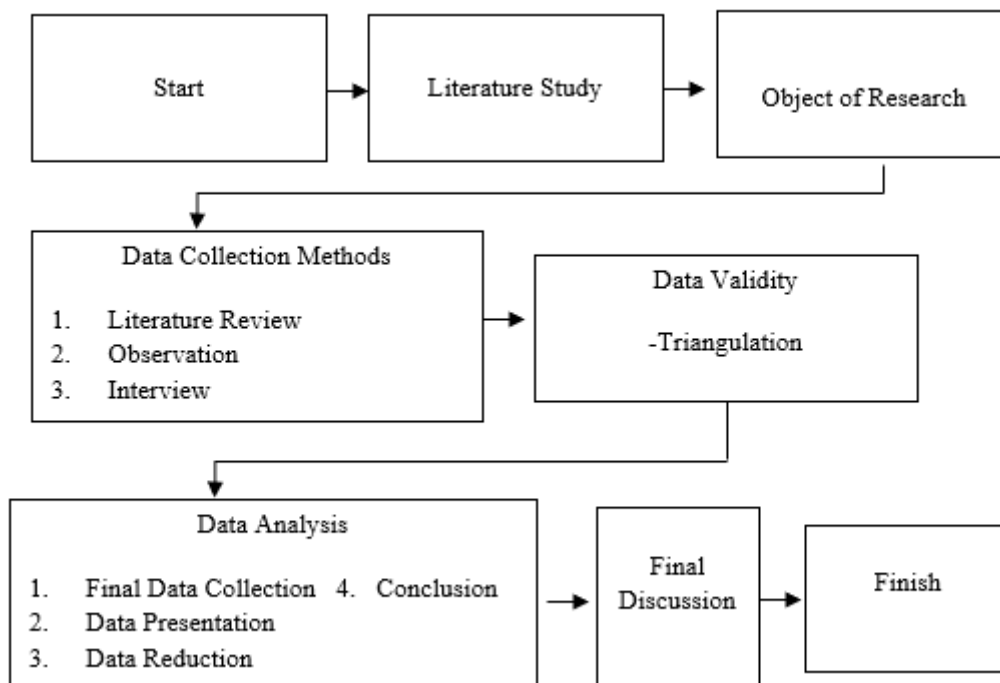 Start
Literature Study
Object of Research
Data Collection Methods
1. Literature Review
2. Observation
3. Interview
Data Validity
-Triangulation
Data Analysis
1. Final Data Collection 4. Conclusion
2. Data Presentation
3. Data Reduction
Final
Discussion
Finish